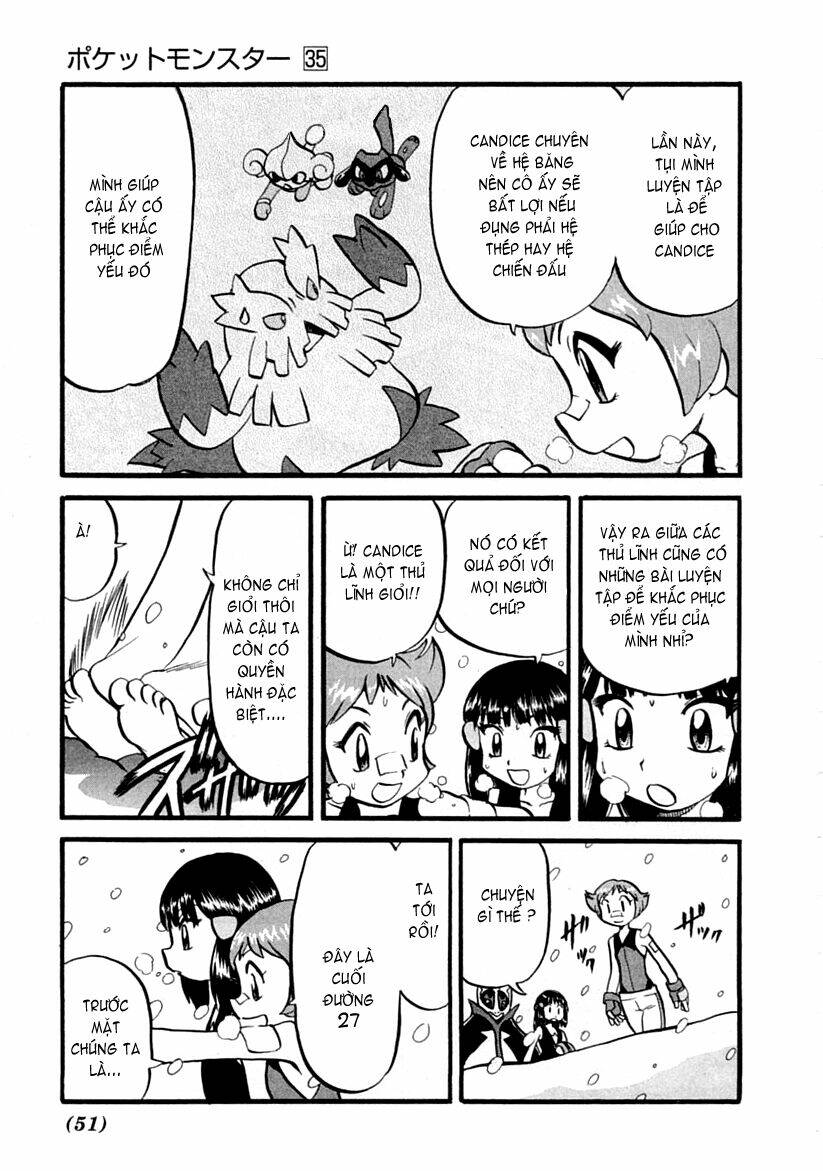 ポケットモンスター 35
LẦN NÀY,
TỤI MÌNH
LUYỆN TẬP
LÀ ĐỂ
GIÚP CHO
CANDICE
CANDICE CHUYÊN
VỀ HỆ BĂNG
NÊN CÔ ẤY SẼ
BẤT LỢI NẾU
ĐỤNG PHẢI HỆ
THÉP HAY HỆ
CHIẾN ĐẤU
MÌNH GIÚP
CẬU ẤY CÓ
THỂ KHẮC
PHỤC ĐIỂM
YẾU ĐÓ
VẬY RA GIỮA CÁC
THỦ LĨNH CŨNG CÓ
NHỮNG BÀI LUYỆN
TẬP ĐỂ KHẮC PHỤC
ĐIỂM YẾU CỦA
MÌNH NHỈ?
NÓ CÓ KẾT
QUẢ ĐỐI VỚI
MỌI NGƯỜI
CHỨ?
Ừ! CANDICE
LÀ MỘT THỦ
LĨNH GIỎI!!
KHÔNG CHỈ
GIỎI THÔI
MÀ CẬU TA
CÒN CÓ
QUYỀN
HÀNH ĐẶC
BIỆT....
À!
CHUYỆN
GÌ THẾ ?
ザッ
ザッ
TA
TỚI
RỒI!
ĐÂY LÀ
CUỐI
ĐƯỜNG
27
TRƯỚC
MẶT
CHÚNG TA
LÀ...
(51)